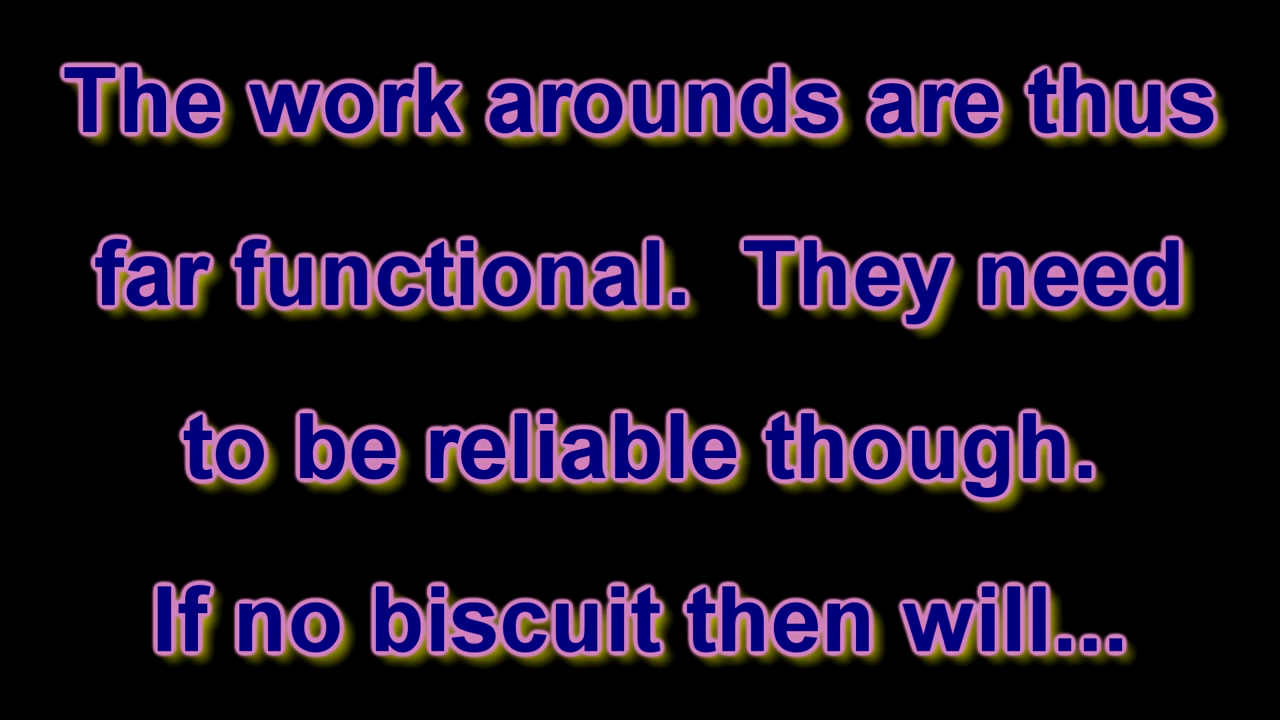 The work arounds are thus
far functional.  They need
to be reliable though.
If no biscuit then will...